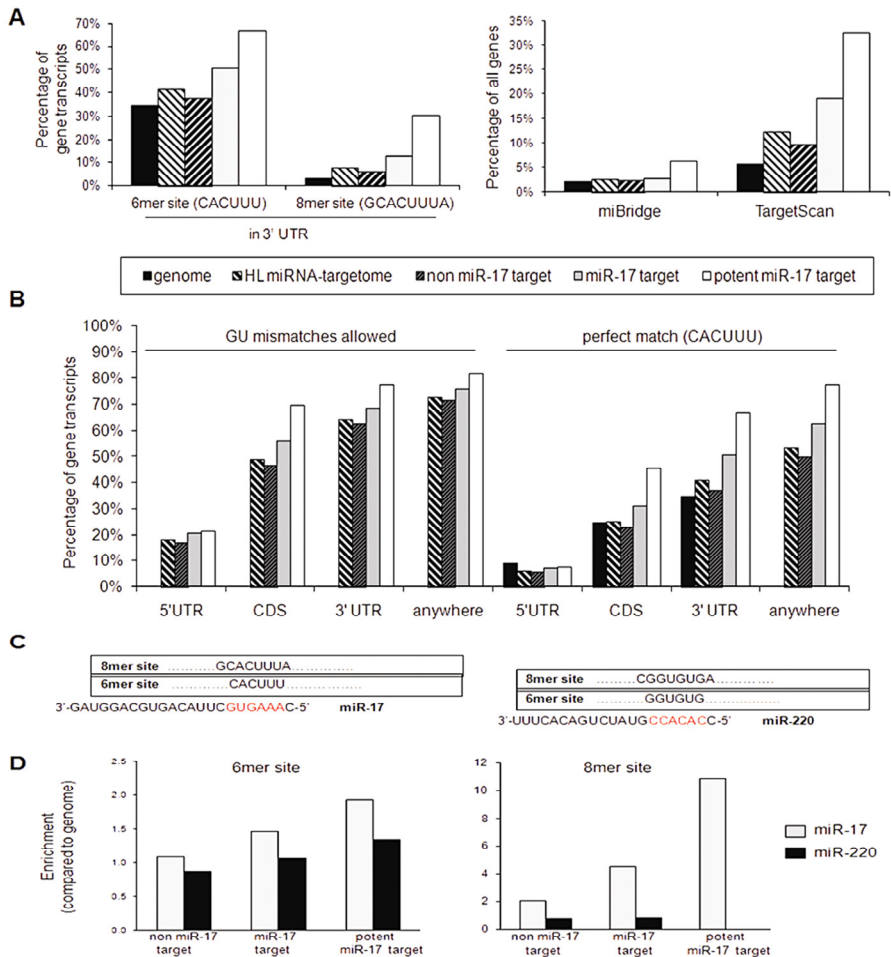 A
Percentage of
gene transcripts
70%
60%
50%
40%
30%
20%
10%
0%
6mer site (CACUUU)
8mer site (GCACUUUA)
in 3' UTR
Percentage of all genes
35%
30%
25%
20%
15%
10%
5%
0%
miBridge
TargetScan
genome
HL miRNA-targetome
non miR-17 target
miR-17 target
potent miR-17 target
B
Percentage of gene transcripts
100%
90%
80%
70%
60%
50%
40%
30%
20%
10%
0%
GU mismatches allowed
perfect match (CACUUU)
5'UTR
CDS
3' UTR
anywhere
5'UTR
CDS
3' UTR
anywhere
C
8mer site ...........GCACUUUA..............
6mer site .............CACUUU................
3'-GAUGGACGUGACAUUCGUGAAAC-5' miR-17
8mer site ...........CGGUGUGA.............
6mer site .............GGUGUG...................
3'-UUUCACAGUCUAUGCCACACC-5' miR-220
D
Enrichment
(compared to genome)
6mer site
2.5
2.0
1.5
1.0
0.5
0.0
non miR-17
target
miR-17
target
potent
miR-17 target
8mer site
12
10
8
6
4
2
0
non miR-17
target
miR-17
target
potent
miR-17 target
miR-17
miR-220